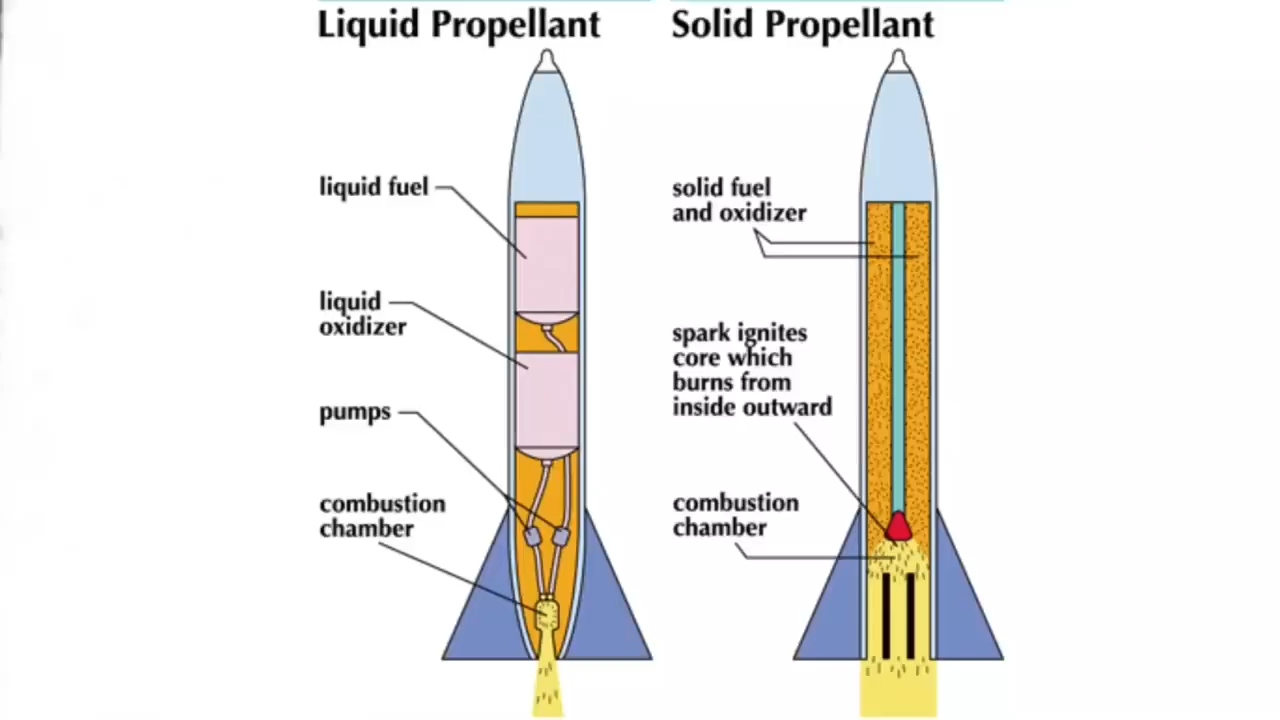 Liquid Propellant
liquid fuel
liquid
oxidizer
pumps
combustion
chamber
Solid Propellant
solid fuel
and oxidizer
spark ignites
core which
burns from
inside outward
combustion
chamber